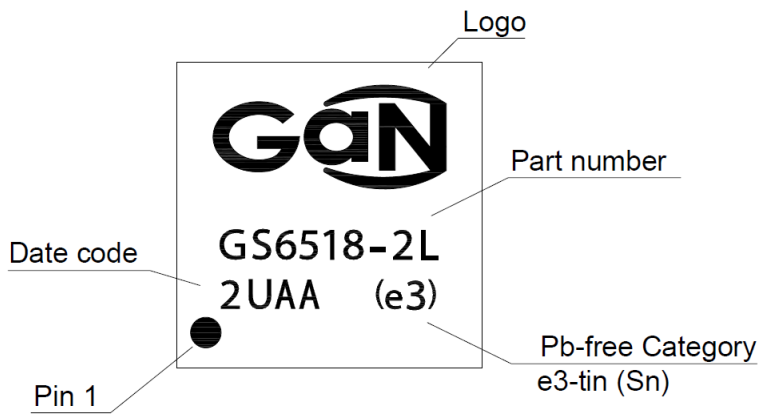 Logo
GaN
Part number
GS6518-2L
Date code
2UAA (e3)
Pb-free Category
e3-tin (Sn)
Pin 1